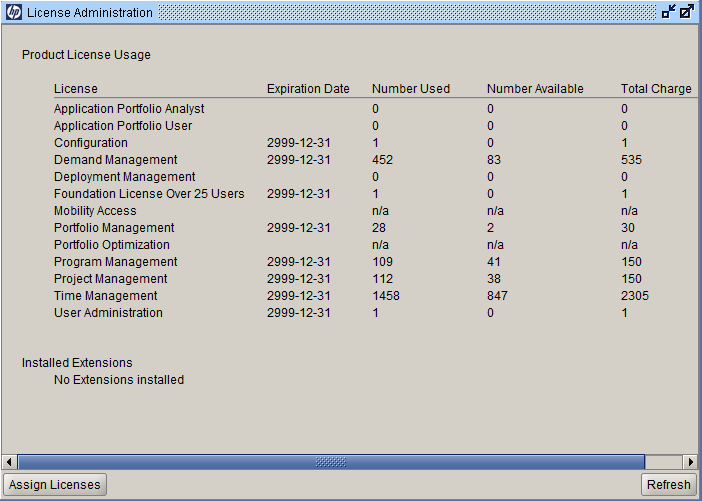 hp License Administration
Product License Usage
License Expiration Date Number Used Number Available Total Charge
Application Portfolio Analyst 0 0 0
Application Portfolio User 0 0 0
Configuration 2999-12-31 1 0 1
Demand Management 2999-12-31 452 83 535
Deployment Management 0 0 0
Foundation License Over 25 Users 2999-12-31 1 0 1
Mobility Access n/a n/a n/a
Portfolio Management 2999-12-31 28 2 30
Portfolio Optimization n/a n/a n/a
Program Management 2999-12-31 109 41 150
Project Management 2999-12-31 112 38 150
Time Management 2999-12-31 1458 847 2305
User Administration 2999-12-31 1 0 1
Installed Extensions
No Extensions installed
Assign Licenses Refresh